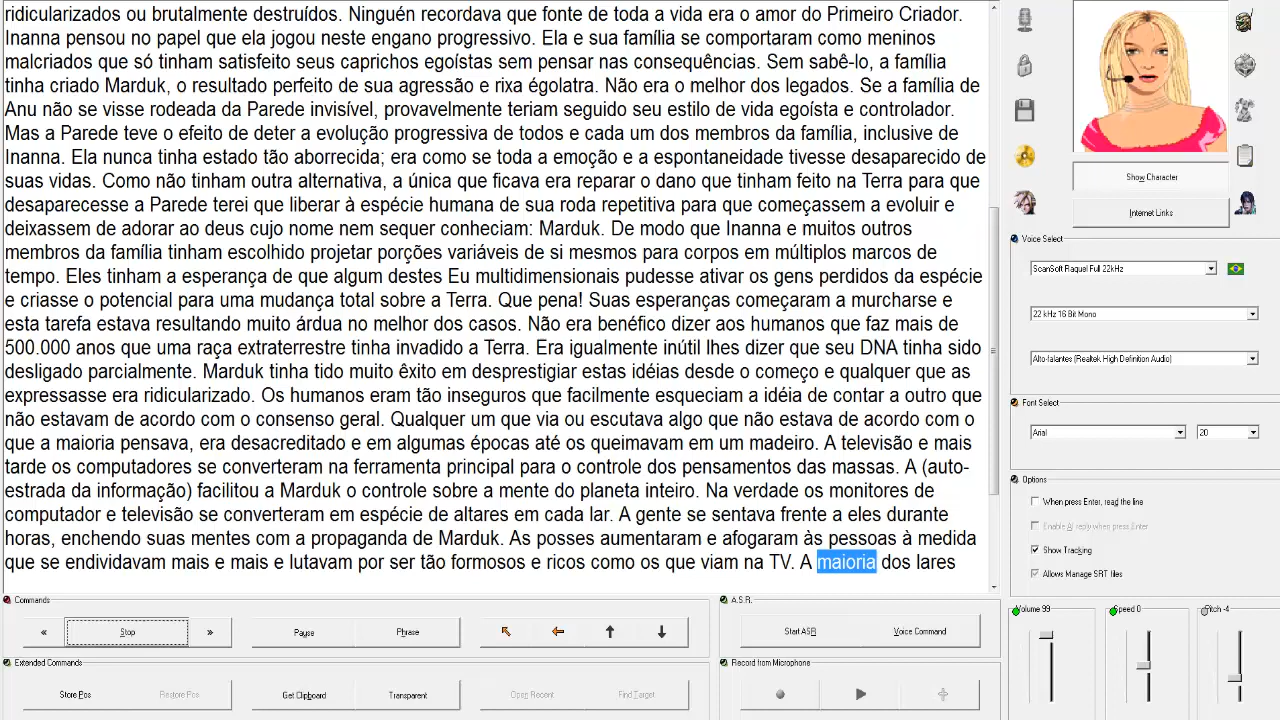 ridicularizados ou brutalmente destruídos. Ninguén recordava que fonte de toda a vida era o amor do Primeiro Criador.
Inanna pensou no papel que ela jogou neste engano progressivo. Ela e sua família se comportaram como meninos
malcriados que só tinham satisfeito seus caprichos egoístas sem pensar nas consequências. Sem sabê-lo, a família
tinha criado Marduk, o resultado perfeito de sua agressão e rixa égolatra. Não era o melhor dos legados. Se a família de
Anu não se visse rodeada da Parede invisível, provavelmente teriam seguido seu estilo de vida egoísta e controlador.
Mas a Parede teve o efeito de deter a evolução progressiva de todos e cada um dos membros da família, inclusive de
Inanna. Ela nunca tinha estado tão aborrecida; era como se toda a emoção e a espontaneidade tivesse desaparecido de
suas vidas. Como não tinham outra alternativa, a única que ficava era reparar o dano que tinham feito na Terra para que
desaparecesse a Parede terei que liberar à espécie humana de sua roda repetitiva para que começassem a evoluir e
deixassem de adorar ao deus cujo nome nem sequer conheciam: Marduk. De modo que Inanna e muitos outros
membros da família tinham escolhido projetar porções variáveis de si mesmos para corpos em múltiplos marcos de
tempo. Eles tinham a esperança de que algum destes Eu multidimensionais pudesse ativar os gens perdidos da espécie
e criasse o potencial para uma mudança total sobre a Terra. Que pena! Suas esperanças começaram a murcharse e
esta tarefa estava resultando muito árdua no melhor dos casos. Não era benéfico dizer aos humanos que faz mais de
500.000 anos que uma raça extraterrestre tinha invadido a Terra. Era igualmente inútil lhes dizer que seu DNA tinha sido
desligado parcialmente. Marduk tinha tido muito êxito em desprestigiar estas idéias desde o começo e qualquer que as
expressasse era ridicularizado. Os humanos eram tão inseguros que facilmente esqueciam a idéia de contar a outro que
não estavam de acordo com o consenso geral. Qualquer um que via ou escutava algo que não estava de acordo com o
que a maioria pensava, era desacreditado e em algumas épocas até os queimavam em um madeiro. A televisão e mais
tarde os computadores se converteram na ferramenta principal para o controle dos pensamentos das massas. A (auto-
estrada da informação) facilitou a Marduk o controle sobre a mente do planeta inteiro. Na verdade os monitores de
computador e televisão se converteram em espécie de altares em cada lar. A gente se sentava frente a eles durante
horas, enchendo suas mentes com a propaganda de Marduk. As posses aumentaram e afogaram às pessoas à medida
que se endividavam mais e mais e lutavam por ser tão formosos e ricos como os que viam na TV. A maioria dos lares
Show Character
Internet Links
Voice Select
ScanSoft Raquel Full 22kHz
22 kHz 16 Bit Mono
Alto-falantes (Realtek High Definition Audio)
Font Select
Arial 20
Options
When press Enter, read the line
Enable AI reply when press Enter
Show Tracking
Allows Manage SRT files
Volume 99 Speed 0 Pitch -4
Commands
« Stop » Pause Phrase
A.S.R.
Start ASR Voice Command
Extended Commands
Store Pos Restore Pos Get Clipboard Transparent Open Recent Find Target
Record from Microphone